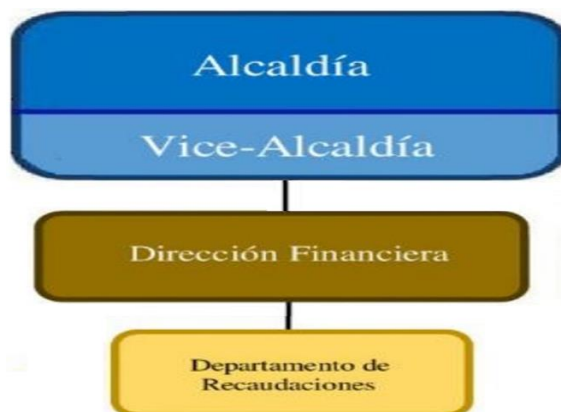 Alcaldía
Vice-Alcaldía
Dirección Financiera
Departamento de
Recaudaciones